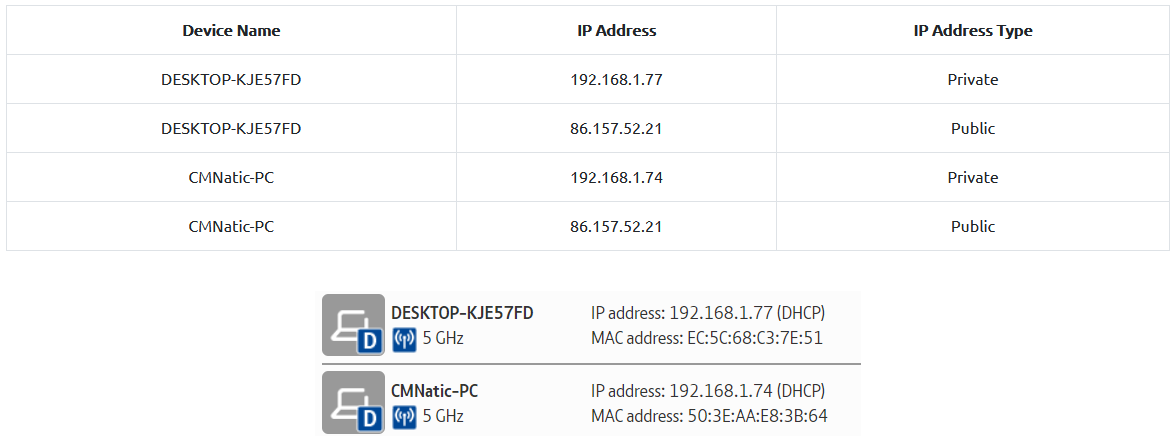 Device Name IP Address IP Address Type
DESKTOP-KJE57FD 192.168.1.77 Private
DESKTOP-KJE57FD 86.157.52.21 Public
CMNatic-PC 192.168.1.74 Private
CMNatic-PC 86.157.52.21 Public
DESKTOP-KJE57FD IP address: 192.168.1.77 (DHCP)
D 5 GHz MAC address: EC:5C:68:C3:7E:51
CMNatic-PC IP address: 192.168.1.74 (DHCP)
D 5 GHz MAC address: 50:3E:AA:E8:3B:64